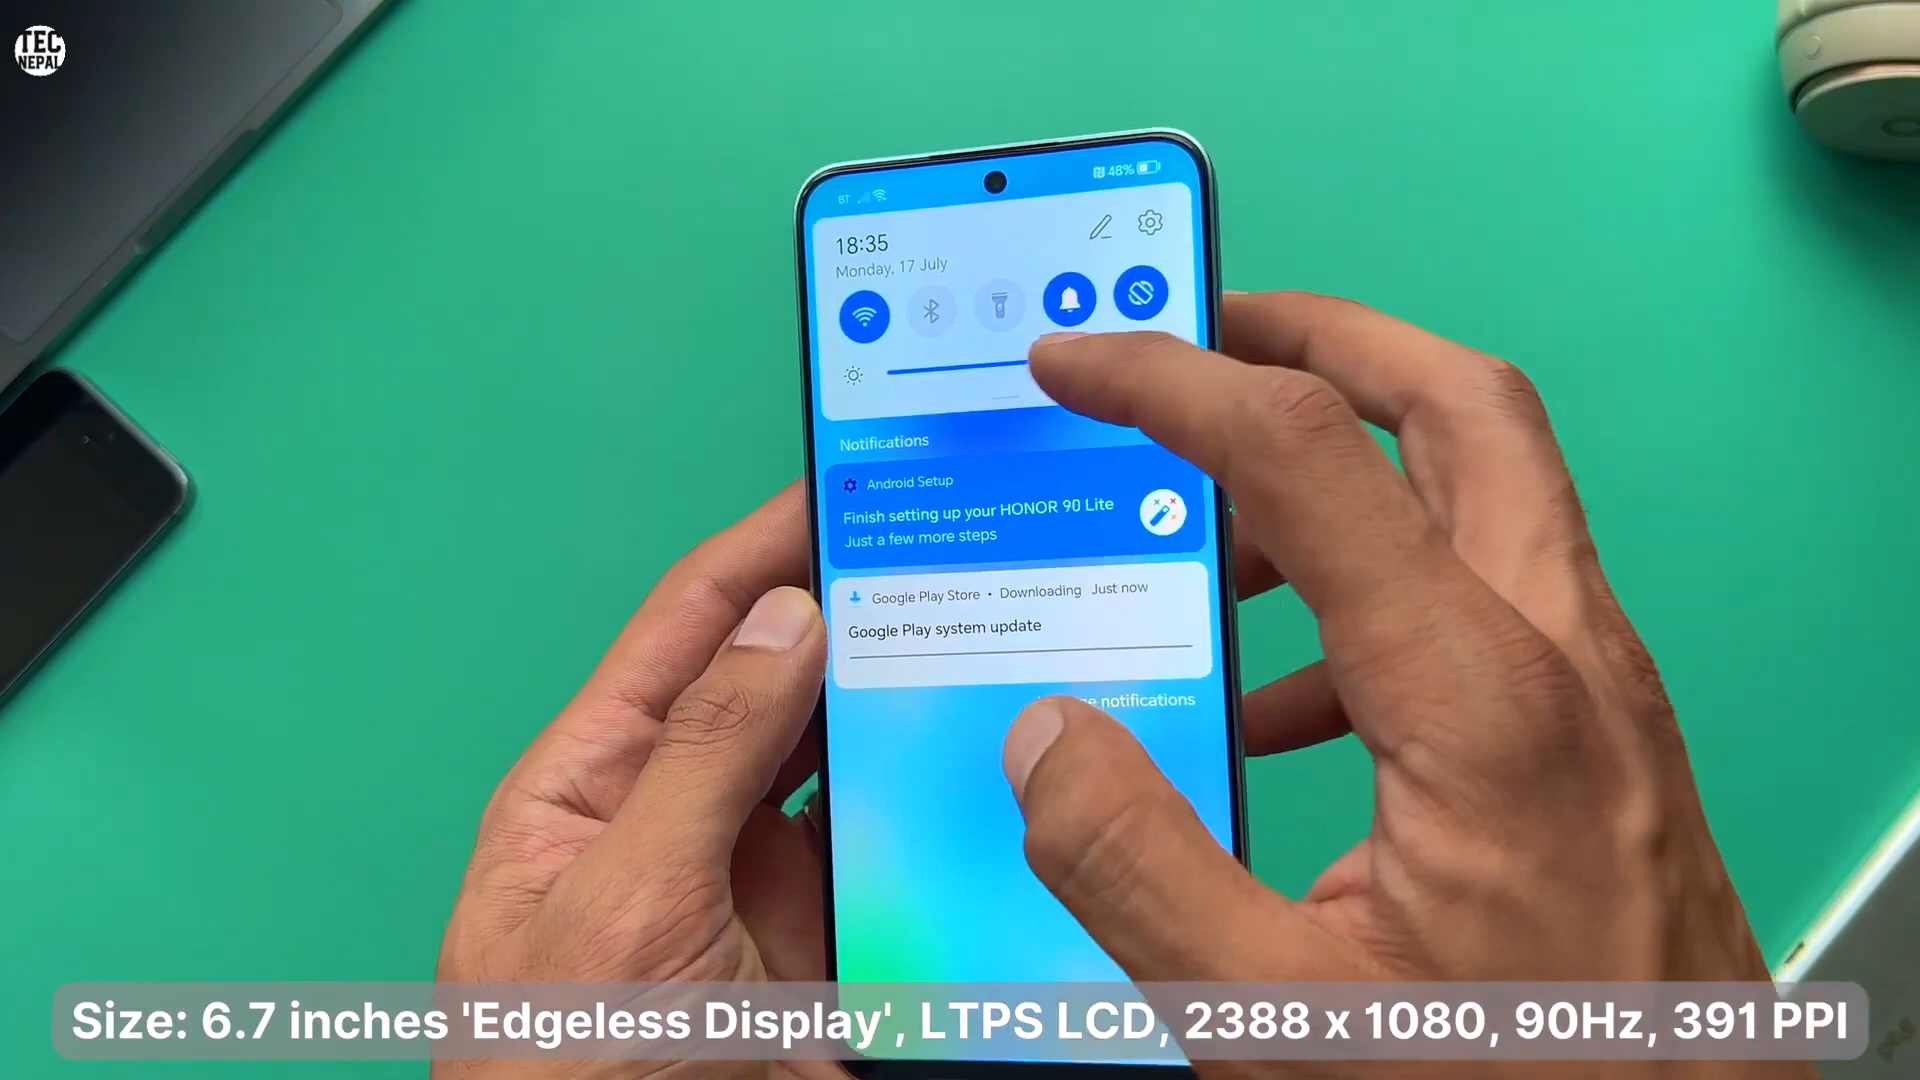 TEC
NEPAL
BT
48%
18:35
Monday, 17 July
Notifications
Android Setup
Finish setting up your HONOR 90 Lite
Just a few more steps
Google Play Store • Downloading Just now
Google Play system update
notifications
Size: 6.7 inches 'Edgeless Display', LTPS LCD, 2388 x 1080, 90Hz, 391 PPI